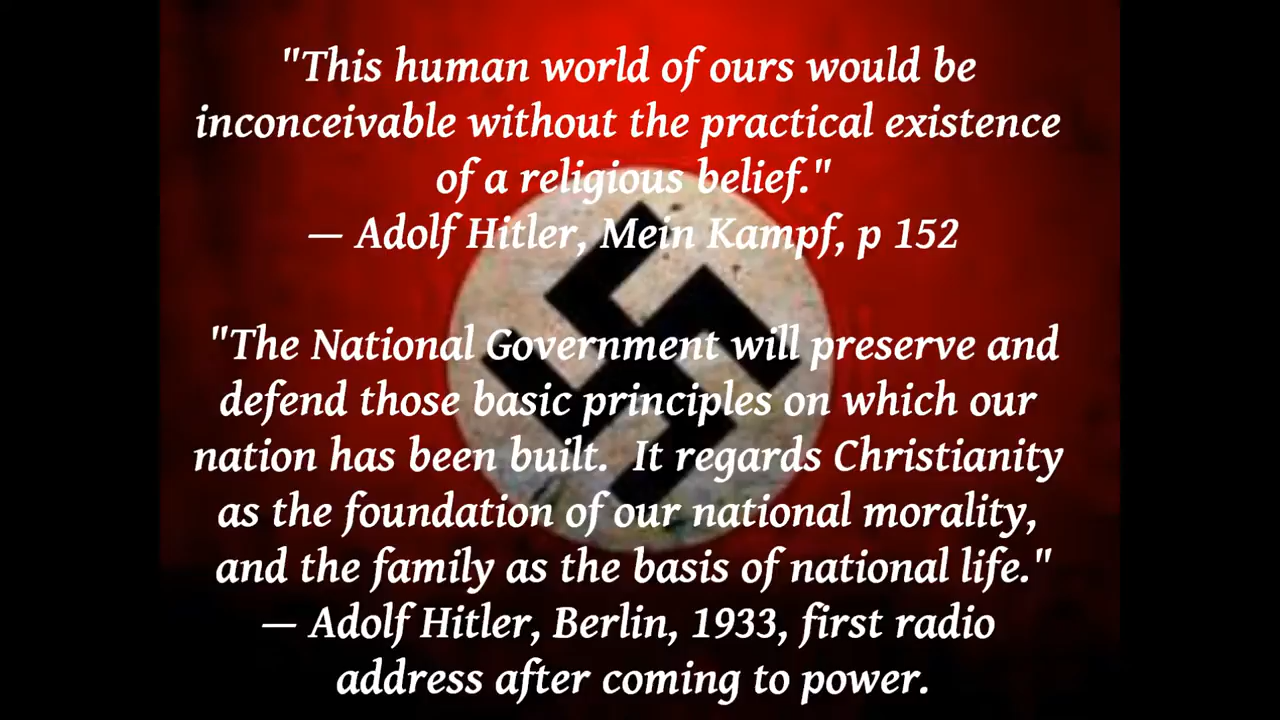 "This human world of ours would be
inconceivable without the practical existence
of a religious belief."
— Adolf Hitler, Mein Kampf, p 152
"The National Government will preserve and
defend those basic principles on which our
nation has been built.  It regards Christianity
as the foundation of our national morality,
and the family as the basis of national life."
— Adolf Hitler, Berlin, 1933, first radio
address after coming to power.